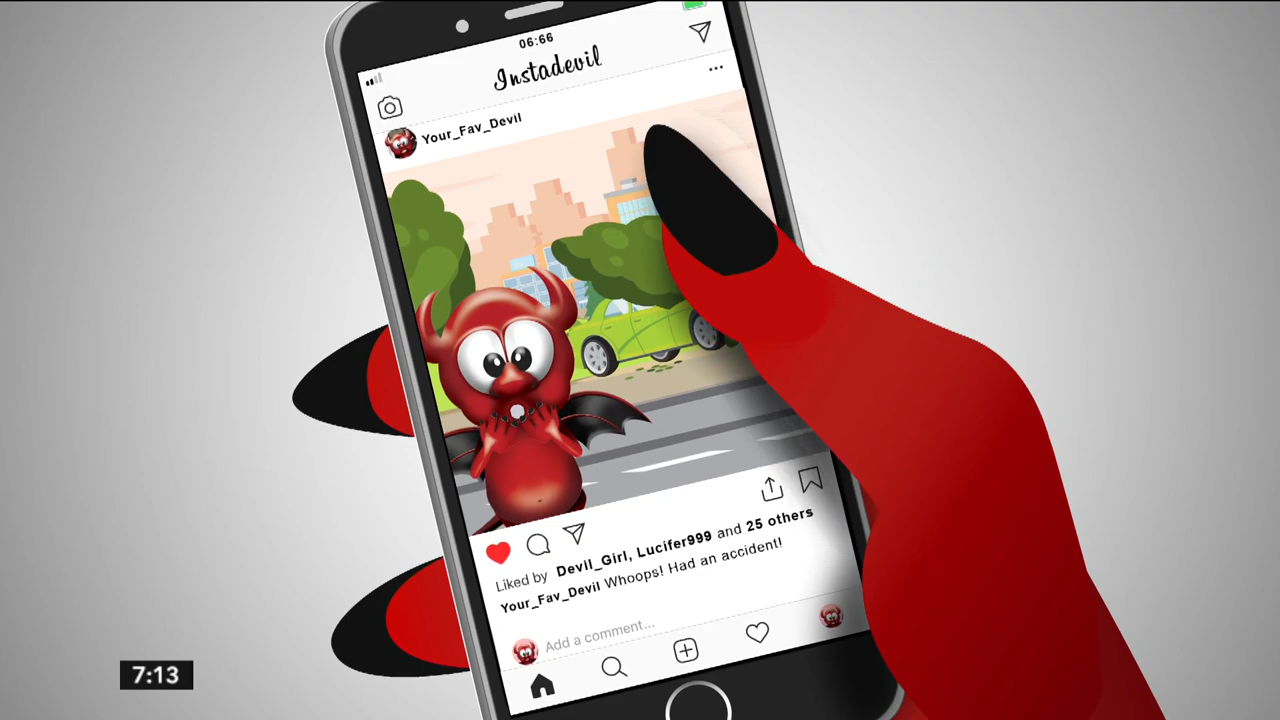 06:66
Instadevil
Your_Fav_Devil
Liked by Devil_Girl, Lucifer999 and 25 others
Your_Fav_Devil Whoops! Had an accident!
Add a comment...
7:13